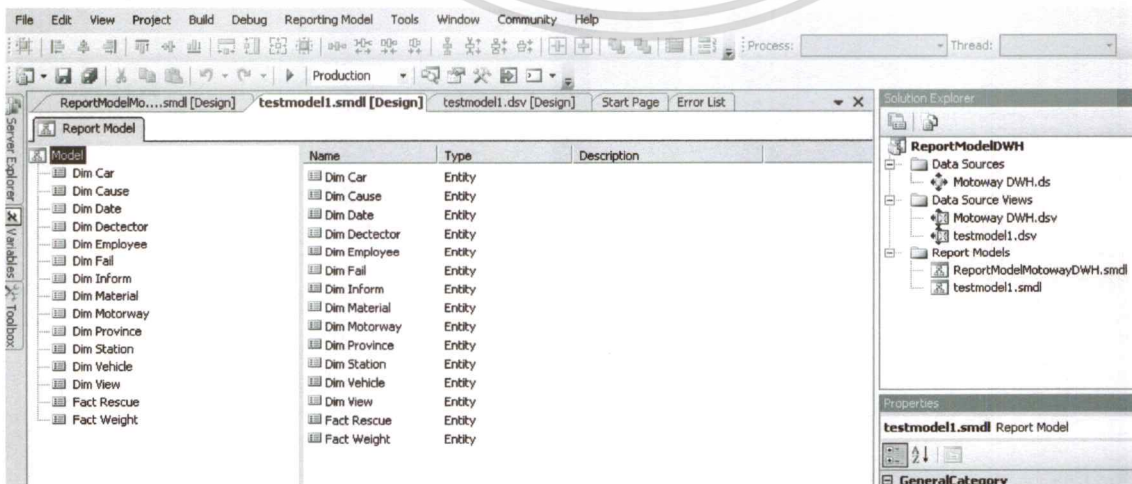 File Edit View Project Build Debug Reporting Model Tools Window Community Help
Process: Thread:
Production
ReportModelMo....smdl [Design] testmodel1.smdl [Design] testmodel1.dsv [Design] Start Page Error List
Solution Explorer
Server Explorer
Variables
Toolbox
Report Model
Model
Dim Car
Dim Cause
Dim Date
Dim Dectector
Dim Employee
Dim Fail
Dim Inform
Dim Material
Dim Motorway
Dim Province
Dim Station
Dim Vehicle
Dim View
Fact Rescue
Fact Weight
Name Type Description
Dim Car Entity
Dim Cause Entity
Dim Date Entity
Dim Dectector Entity
Dim Employee Entity
Dim Fail Entity
Dim Inform Entity
Dim Material Entity
Dim Motorway Entity
Dim Province Entity
Dim Station Entity
Dim Vehicle Entity
Dim View Entity
Fact Rescue Entity
Fact Weight Entity
ReportModelDWH
Data Sources
Motoway DWH.ds
Data Source Views
Motoway DWH.dsv
testmodel1.dsv
Report Models
ReportModelMotowayDWH.smdl
testmodel1.smdl
Properties
testmodel1.smdl Report Model
GeneralCategory